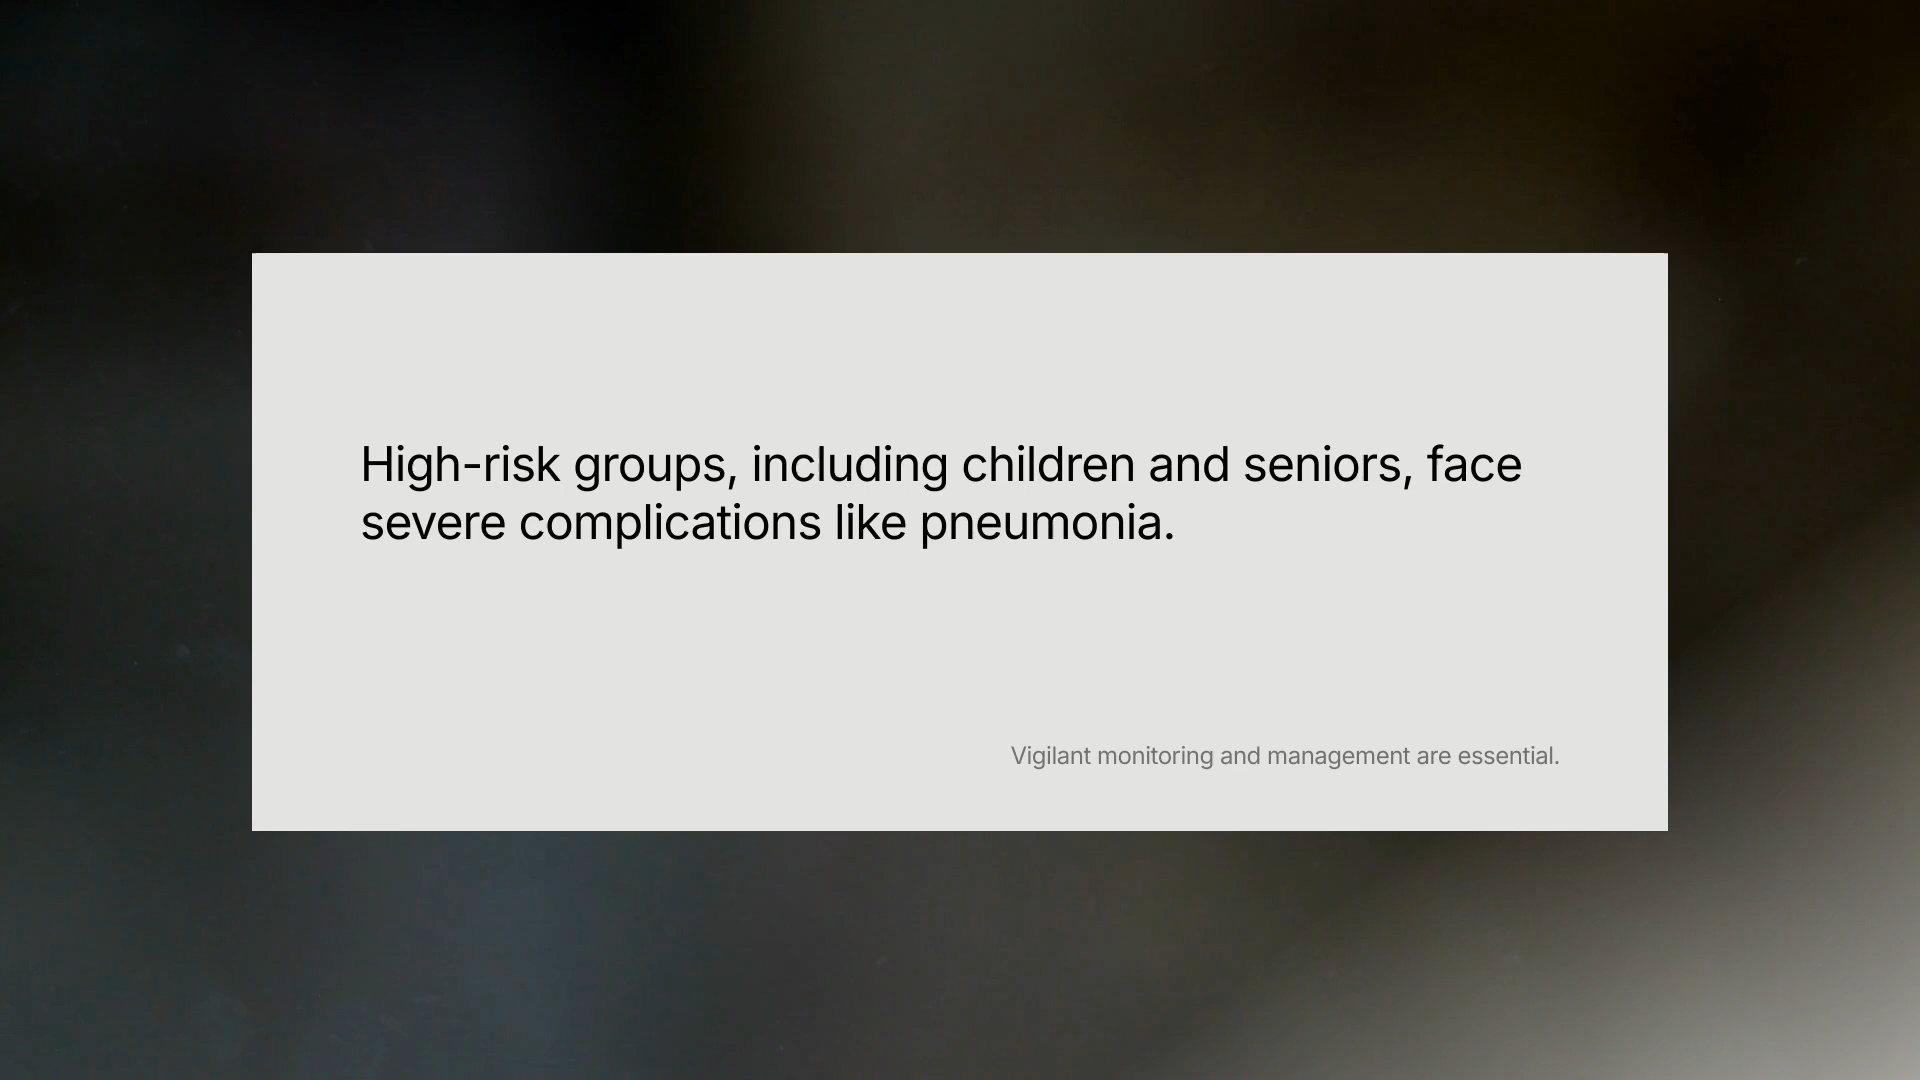 High-risk groups, including children and seniors, face
severe complications like pneumonia.
Vigilant monitoring and management are essential.